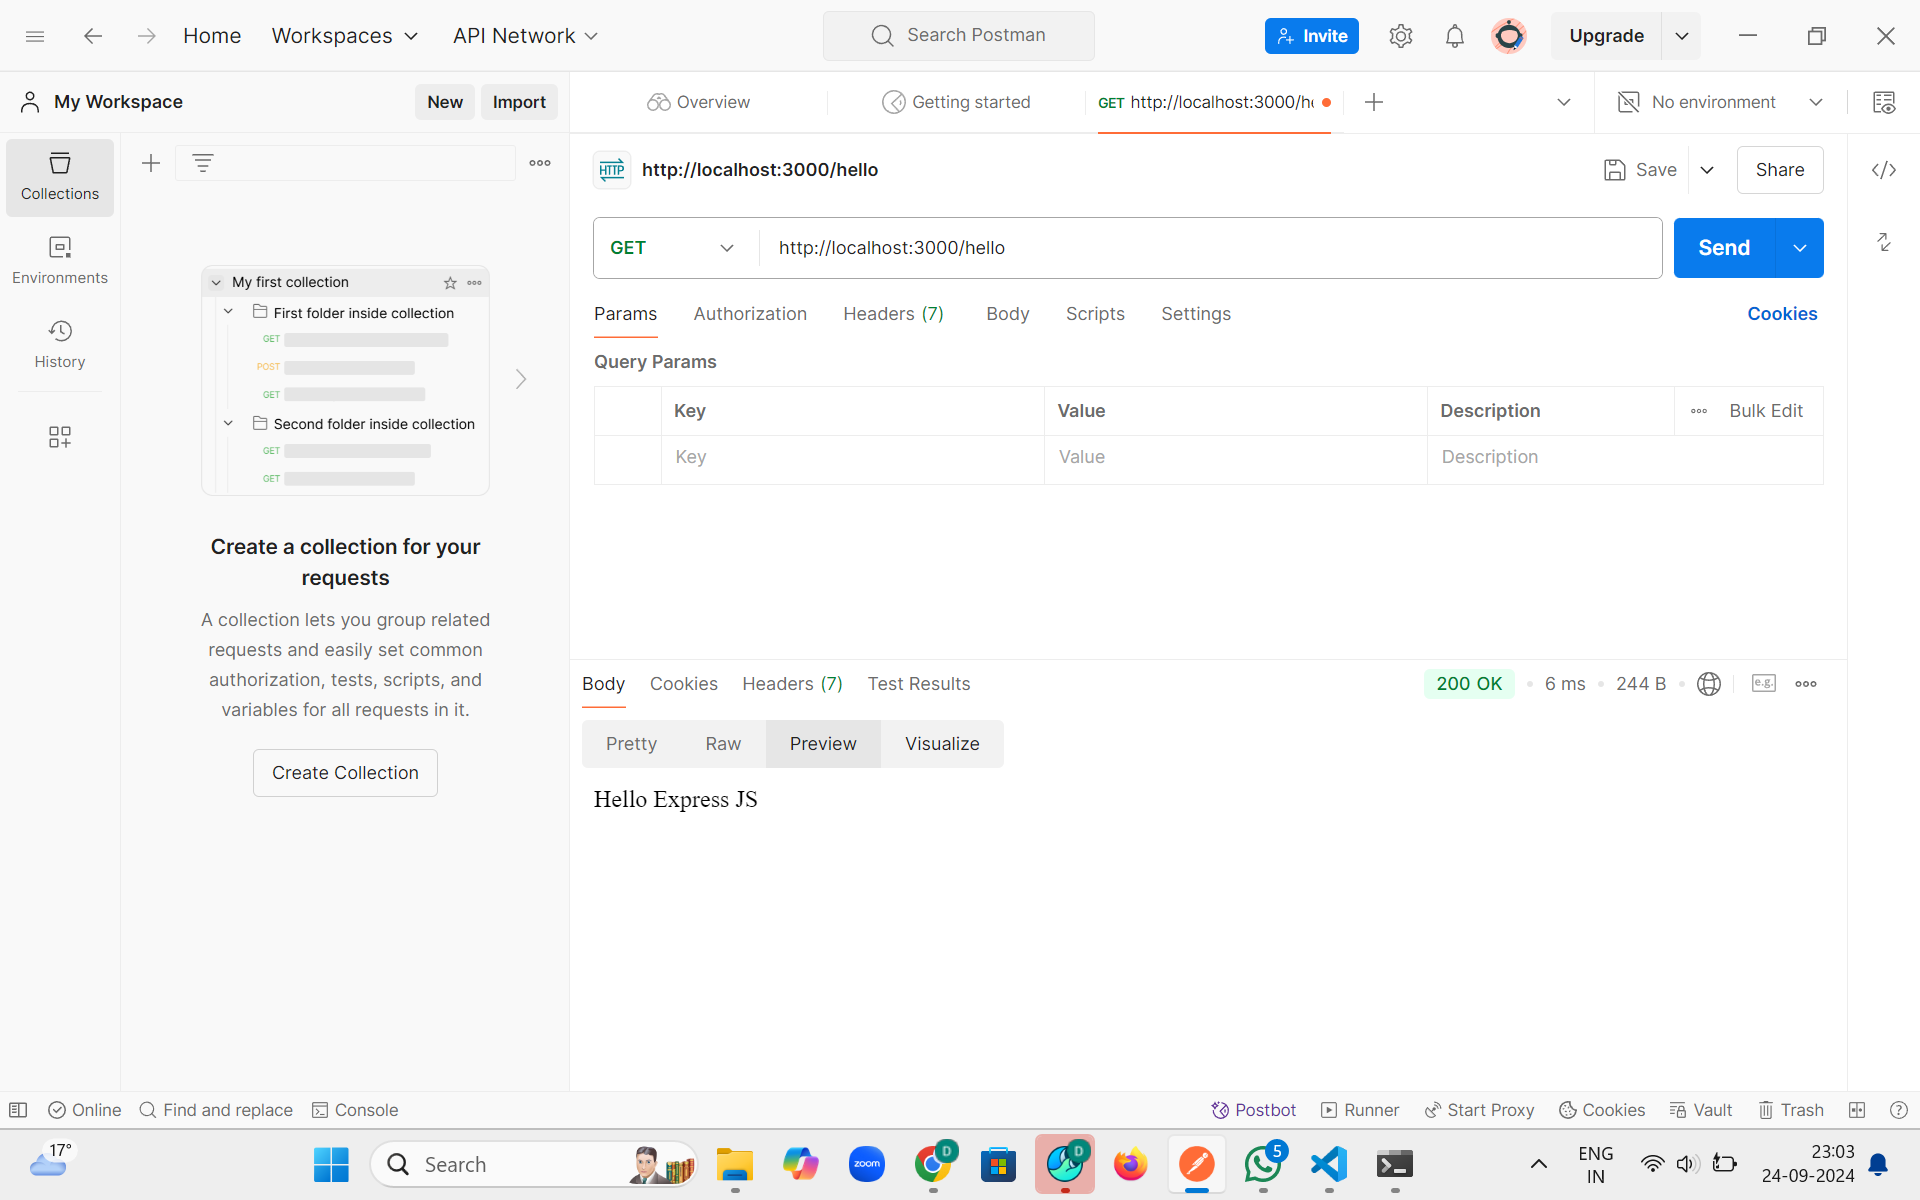 Home
Workspaces
API Network
Search Postman
Invite
Upgrade
My Workspace
New
Import
Overview
Getting started
GET http://localhost:3000/h
No environment
Collections
Environments
History
My first collection
First folder inside collection
GET
POST
GET
Second folder inside collection
GET
GET
Create a collection for your
requests
A collection lets you group related
requests and easily set common
authorization, tests, scripts, and
variables for all requests in it.
Create Collection
HTTP
http://localhost:3000/hello
Save
Share
GET
http://localhost:3000/hello
Send
Params
Authorization
Headers (7)
Body
Scripts
Settings
Cookies
Query Params
Key
Value
Description
Bulk Edit
Key
Value
Description
Body
Cookies
Headers (7)
Test Results
200 OK
6 ms
244 B
e.g.
Pretty
Raw
Preview
Visualize
Hello Express JS
Online
Find and replace
Console
Postbot
Runner
Start Proxy
Cookies
Vault
Trash
17°
Search
zoom
D
D
5
ENG
IN
23:03
24-09-2024